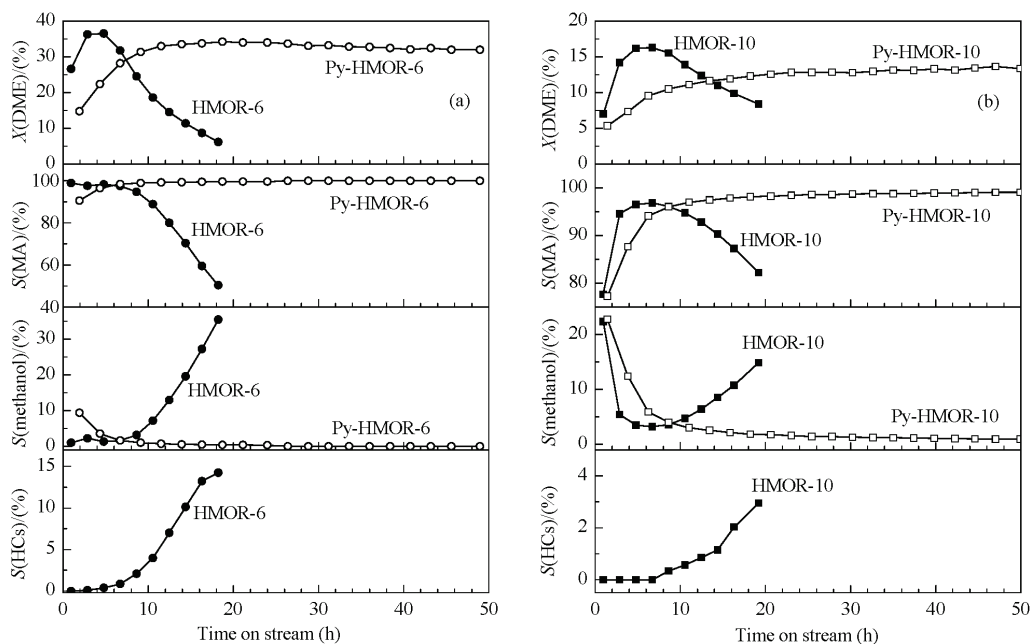 40
30
20
10
0
X(DME)/(%)
Py-HMOR-6
HMOR-6
(a)
100
80
60
40
S(MA)/(%)
Py-HMOR-6
HMOR-6
30
20
10
0
S(methanol)/(%)
HMOR-6
Py-HMOR-6
15
10
5
0
S(HCs)/(%)
HMOR-6
0 10 20 30 40 50
Time on stream (h)
20
15
10
5
0
X(DME)/(%)
HMOR-10
Py-HMOR-10
(b)
100
90
80
S(MA)/(%)
Py-HMOR-10
HMOR-10
20
10
0
S(methanol)/(%)
HMOR-10
Py-HMOR-10
4
2
0
S(HCs)/(%)
HMOR-10
0 10 20 30 40 50
Time on stream (h)